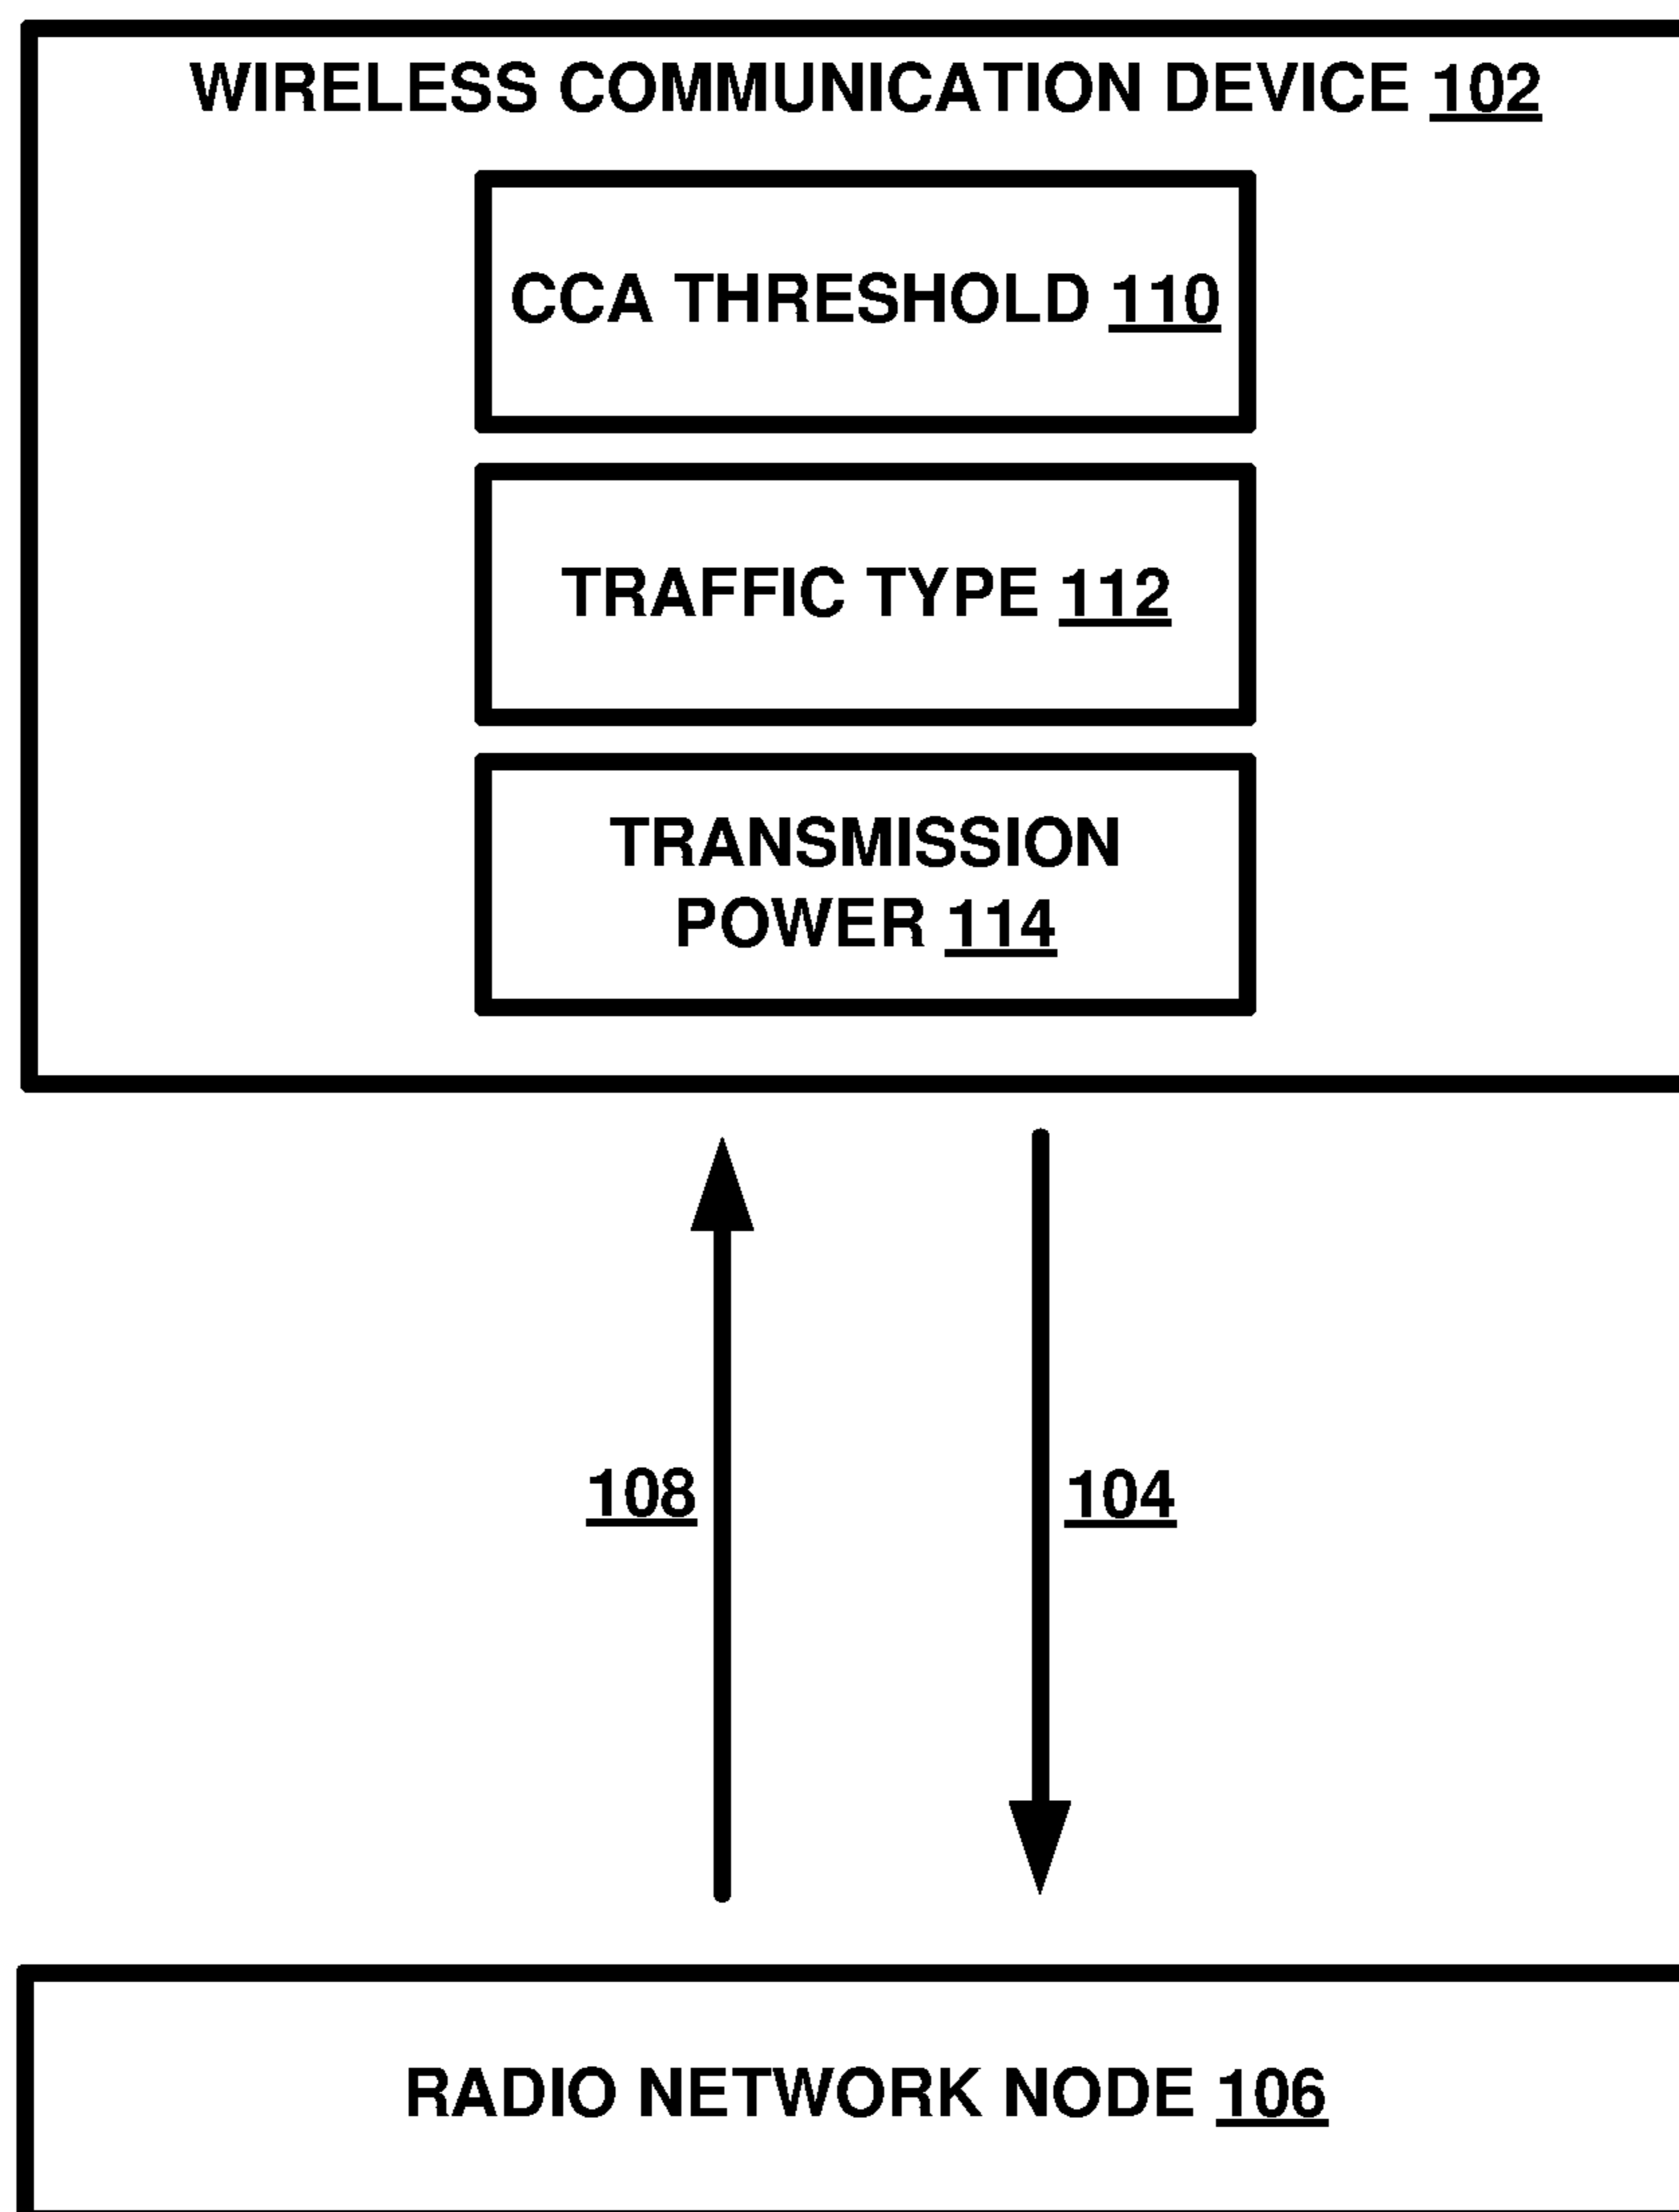 WIRELESS COMMUNICATION DEVICE 102
CCA THRESHOLD 110
TRAFFIC TYPE 112
TRANSMISSION
POWER 114
108
104
RADIO NETWORK NODE 106